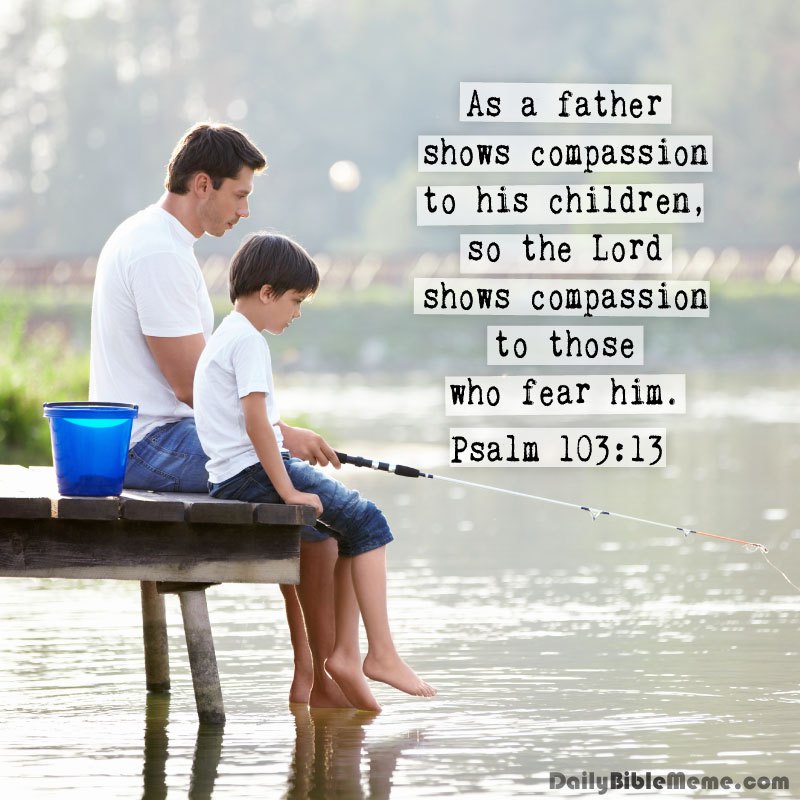 As a father
shows compassion
to his children,
so the Lord
shows compassion
to those
who fear him.
Psalm 103:13
DailyBibleMeme.com